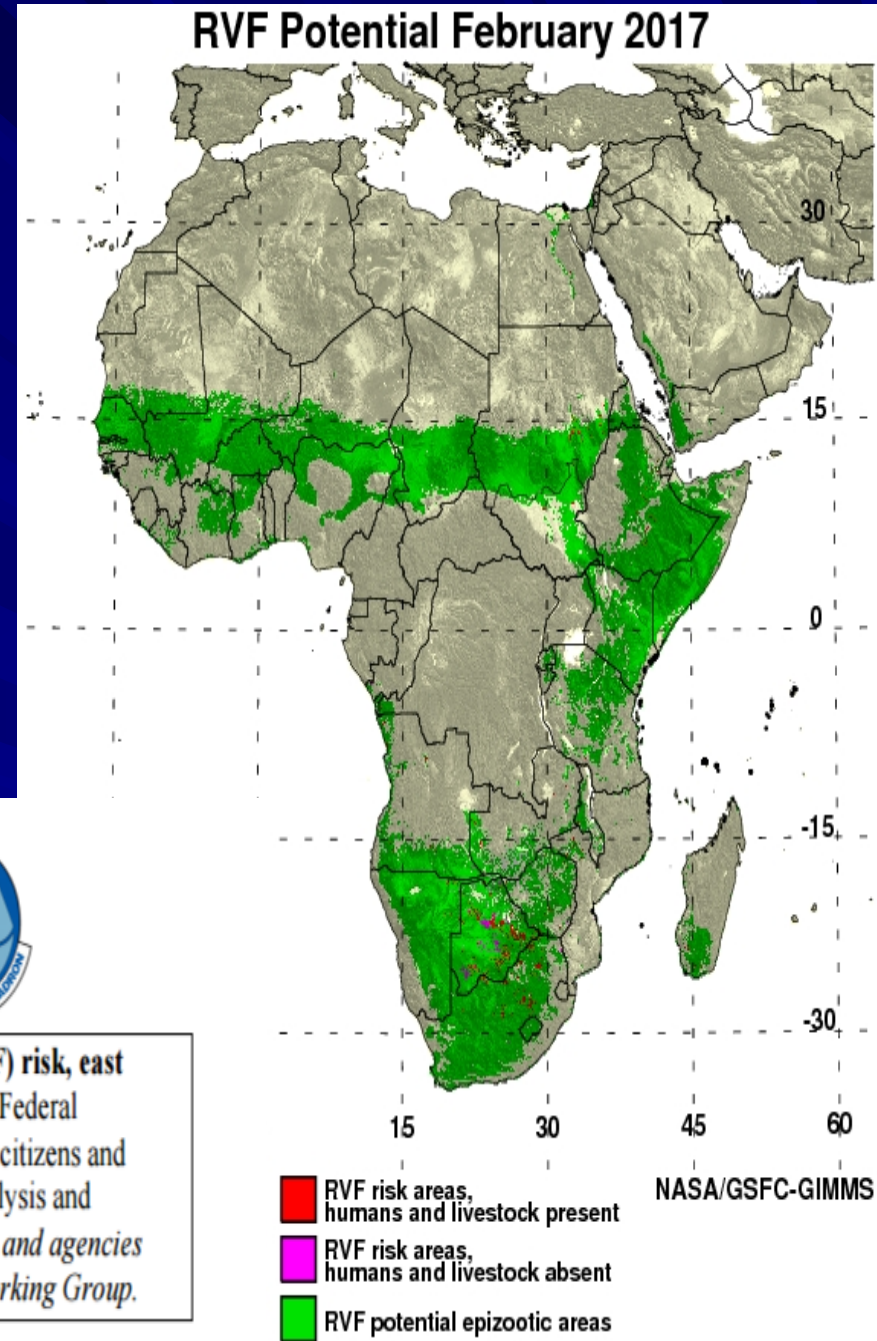 RVF Potential February 2017
30
15
0
-15
-30
15 30 45 60
NASA/GSFC-GIMMS
RVF risk areas,
humans and livestock present
RVF risk areas,
humans and livestock absent
RVF potential epizootic areas
F) risk, east
Federal
citizens and
lysis and
and agencies
rking Group.